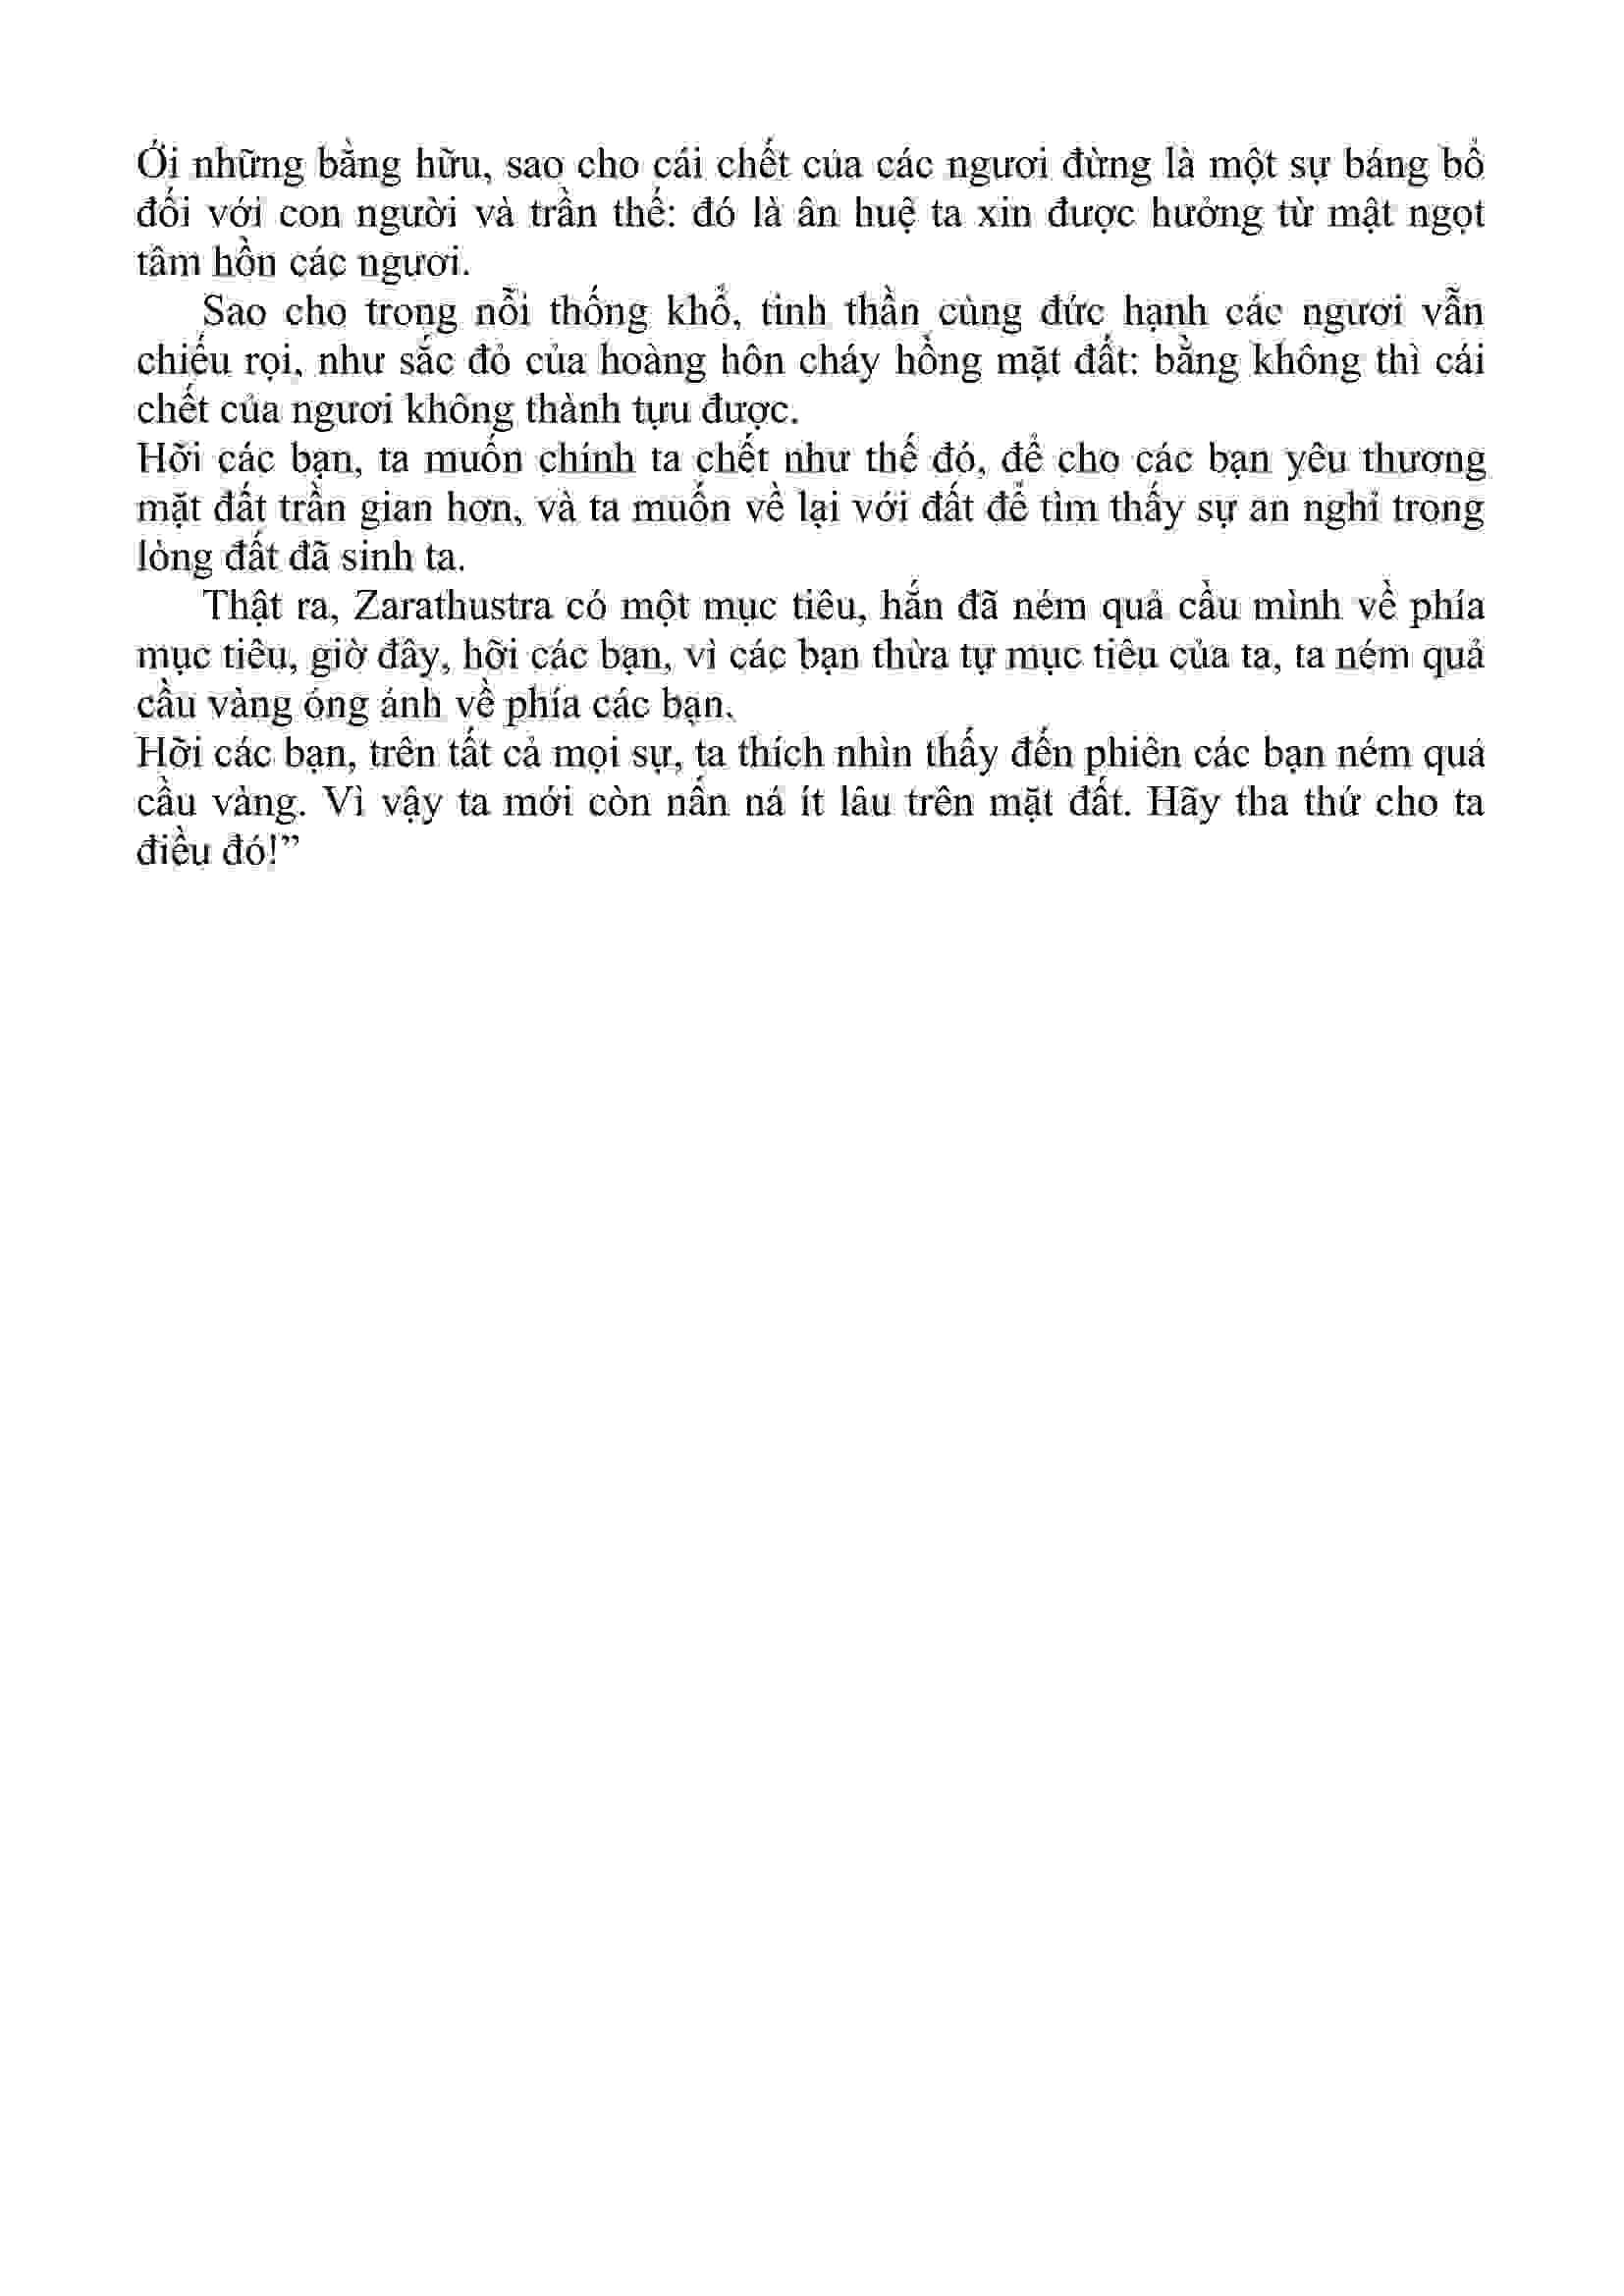 Ới những bằng hữu, sao cho cái chết của các ngươi đừng là một sự báng bổ
đối với con người và trần thế: đó là ân huệ ta xin được hưởng từ mật ngọt
tâm hồn các ngươi.
Sao cho trong nỗi thống khổ, tinh thần cùng đức hạnh các ngươi vẫn
chiếu rọi, như sắc đỏ của hoàng hôn cháy hồng mặt đất: bằng không thì cái
chết của ngươi không thành tựu được.
Hỡi các bạn, ta muốn chính ta chết như thế đó, để cho các bạn yêu thương
mặt đất trần gian hơn, và ta muốn về lại với đất để tìm thấy sự an nghỉ trong
lòng đất đã sinh ta.
Thật ra, Zarathustra có một mục tiêu, hắn đã ném quả cầu mình về phía
mục tiêu, giờ đây, hỡi các bạn, vì các bạn thừa tự mục tiêu của ta, ta ném quả
cầu vàng óng ánh về phía các bạn.
Hỡi các bạn, trên tất cả mọi sự, ta thích nhìn thấy đến phiên các bạn ném quả
cầu vàng. Vì vậy ta mới còn nấn ná ít lâu trên mặt đất. Hãy tha thứ cho ta
điều đó!”